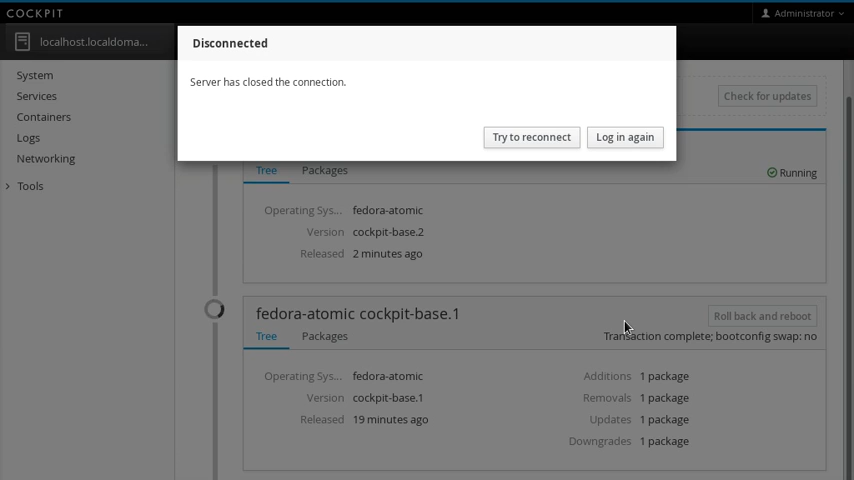 COCKPIT
Administrator
localhost.localdoma...
Disconnected
Server has closed the connection.
Try to reconnect
Log in again
System
Services
Containers
Logs
Networking
Tools
Check for updates
Tree Packages
Running
Operating Sys... fedora-atomic
Version cockpit-base.2
Released 2 minutes ago
fedora-atomic cockpit-base.1
Roll back and reboot
Tree Packages
Transaction complete; bootconfig swap: no
Operating Sys... fedora-atomic
Version cockpit-base.1
Released 19 minutes ago
Additions 1 package
Removals 1 package
Updates 1 package
Downgrades 1 package